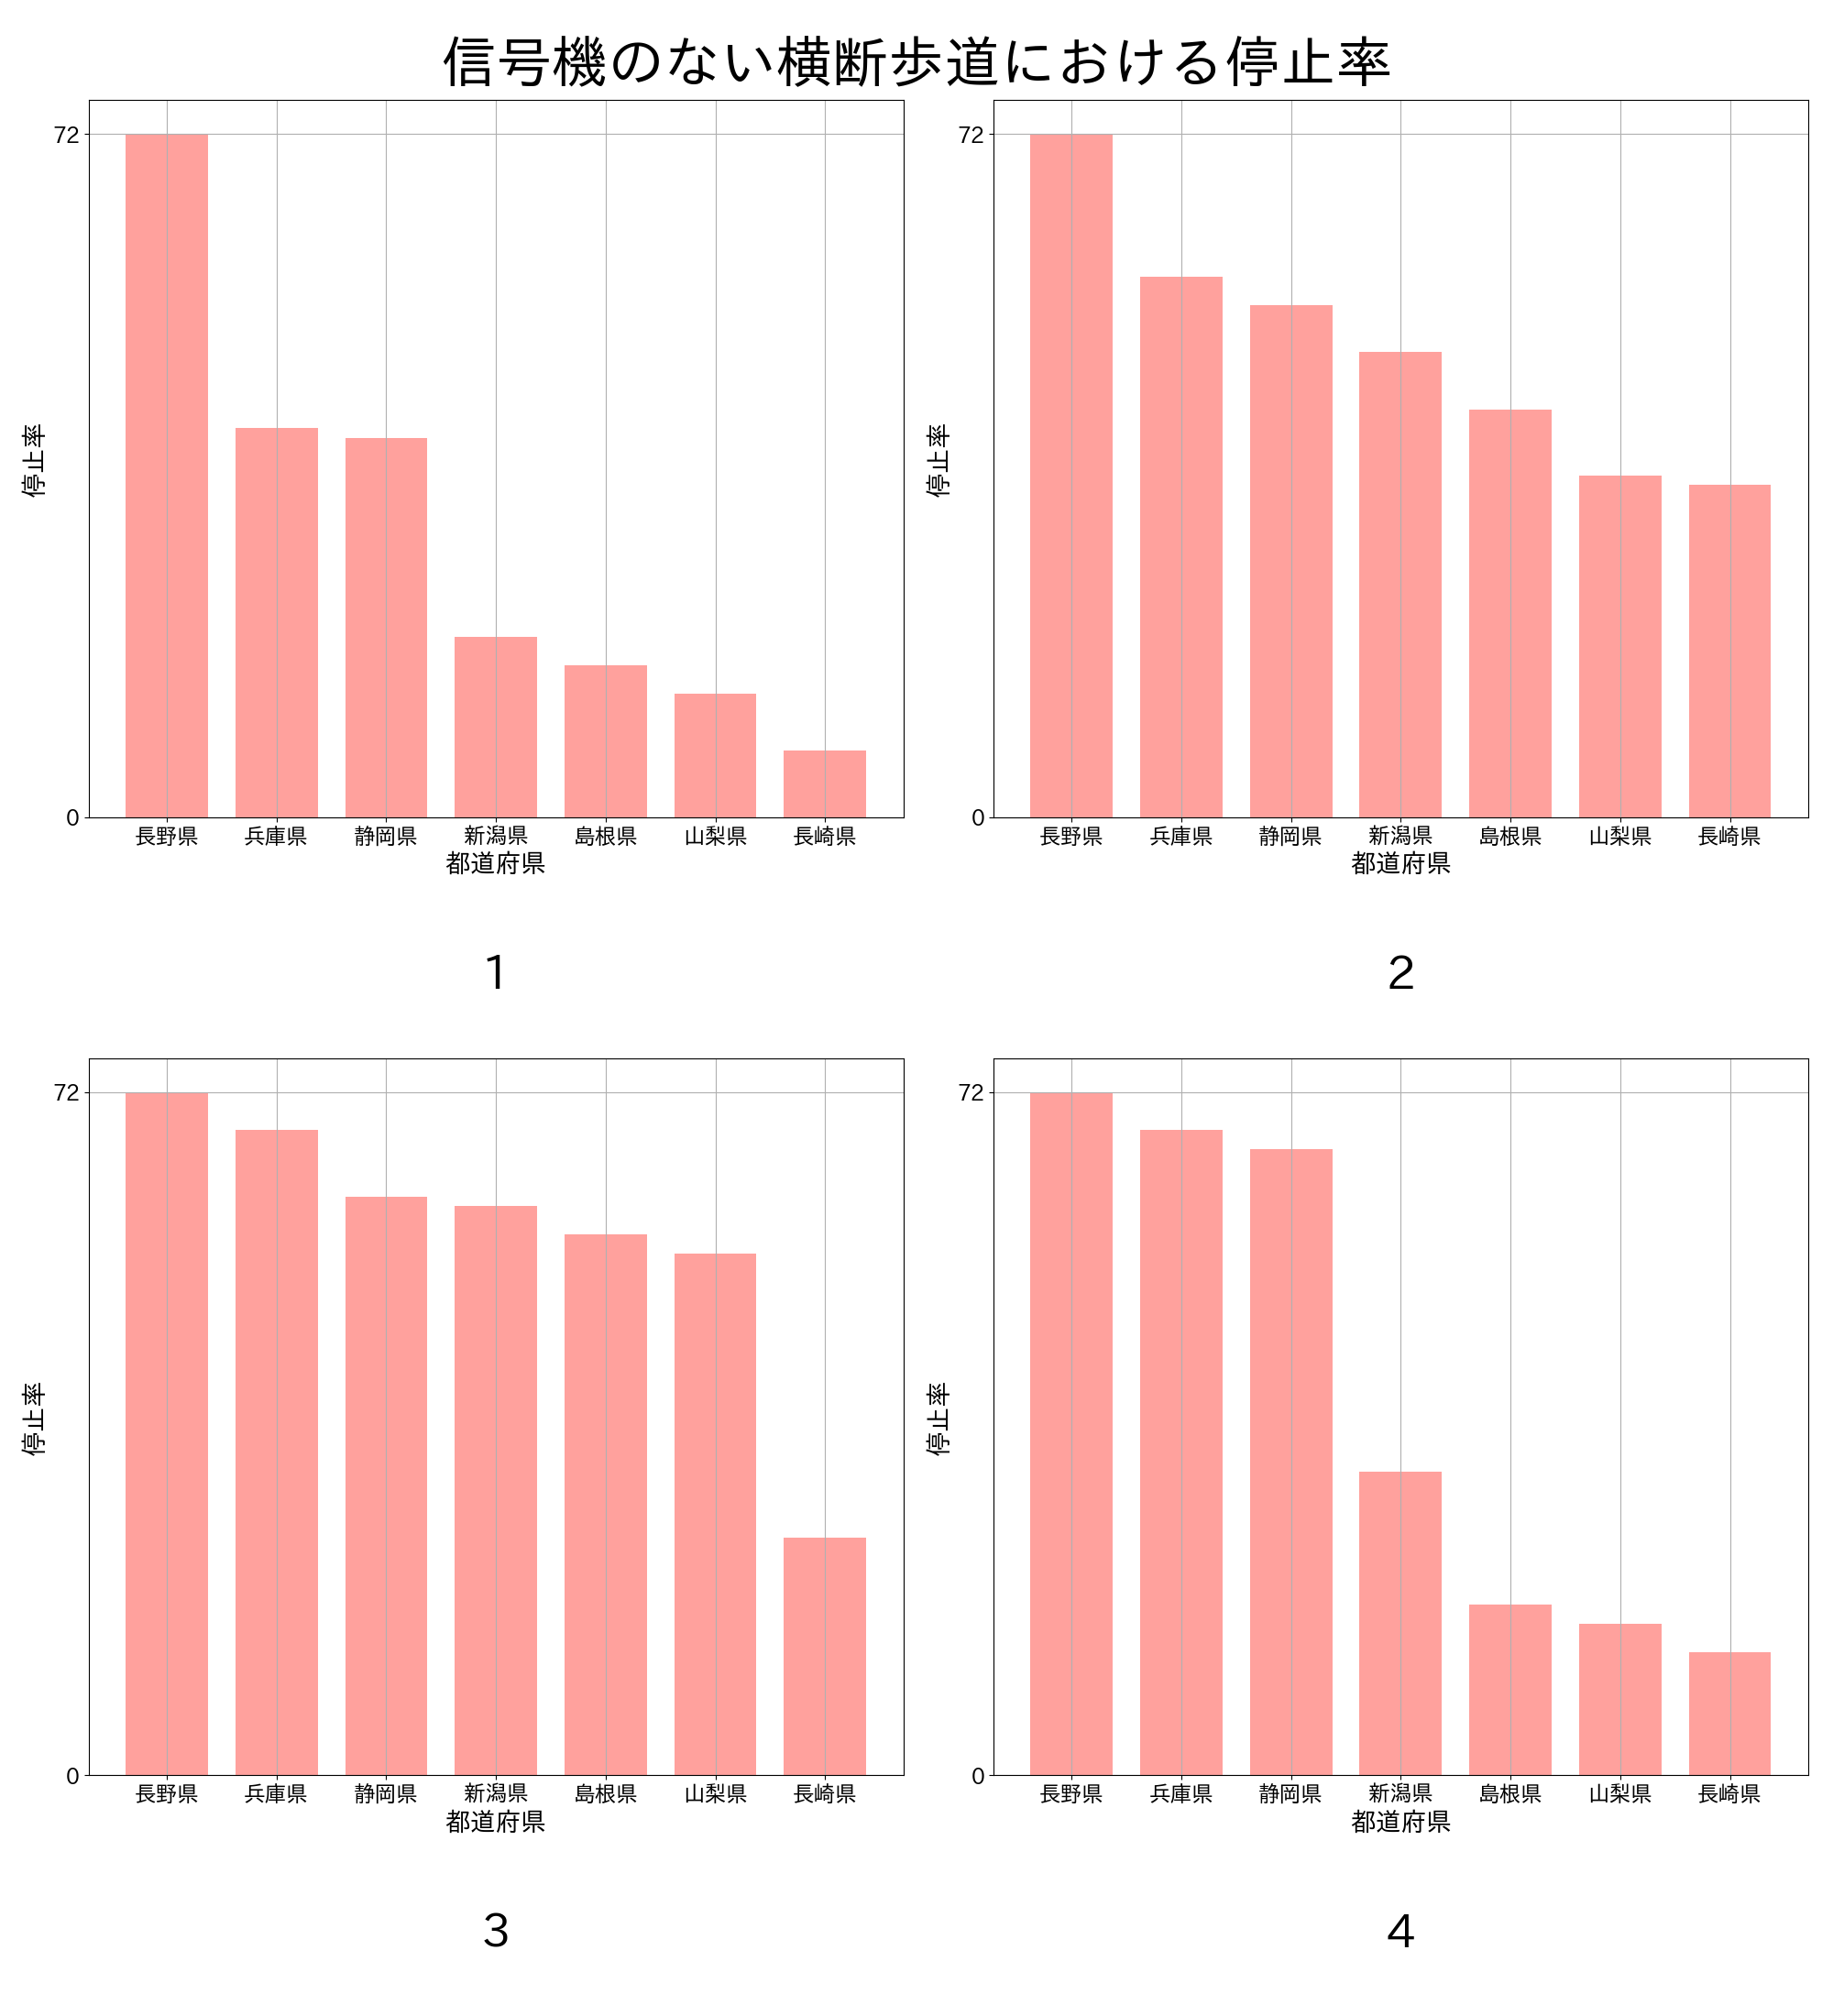 信号機のない横断歩道における停止率
72
0
停止率
長野県 兵庫県 静岡県 新潟県 島根県 山梨県 長崎県
都道府県
1
72
0
停止率
長野県 兵庫県 静岡県 新潟県 島根県 山梨県 長崎県
都道府県
2
72
0
停止率
長野県 兵庫県 静岡県 新潟県 島根県 山梨県 長崎県
都道府県
3
72
0
停止率
長野県 兵庫県 静岡県 新潟県 島根県 山梨県 長崎県
都道府県
4